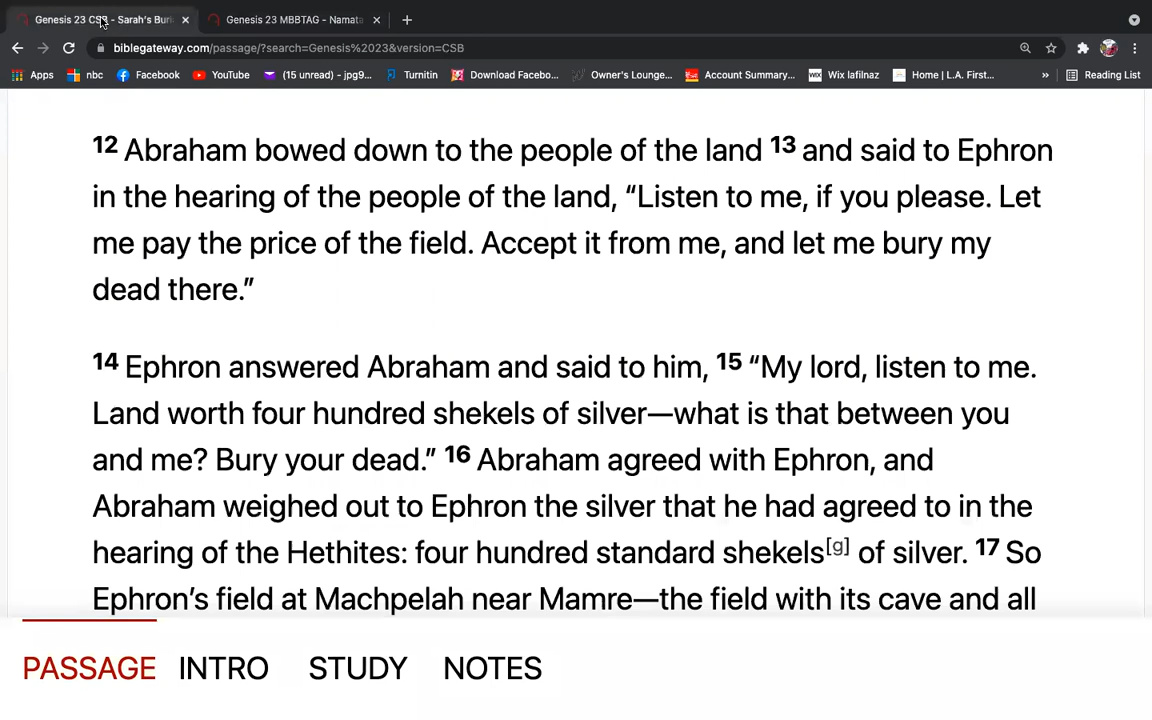 Genesis 23 CSB - Sarah's Buri
Genesis 23 MBBTAG - Namata
biblegateway.com/passage/?search=Genesis%2023&version=CSB
Apps nbc Facebook YouTube (15 unread) - jpg9... Turnitin Download Facebo... Owner's Lounge... Account Summary... Wix lafilnaz Home | L.A. First... » Reading List
12 Abraham bowed down to the people of the land 13 and said to Ephron
in the hearing of the people of the land, “Listen to me, if you please. Let
me pay the price of the field. Accept it from me, and let me bury my
dead there.”
14 Ephron answered Abraham and said to him, 15 “My lord, listen to me.
Land worth four hundred shekels of silver—what is that between you
and me? Bury your dead.” 16 Abraham agreed with Ephron, and
Abraham weighed out to Ephron the silver that he had agreed to in the
hearing of the Hethites: four hundred standard shekels[g] of silver. 17 So
Ephron’s field at Machpelah near Mamre—the field with its cave and all
PASSAGE INTRO STUDY NOTES